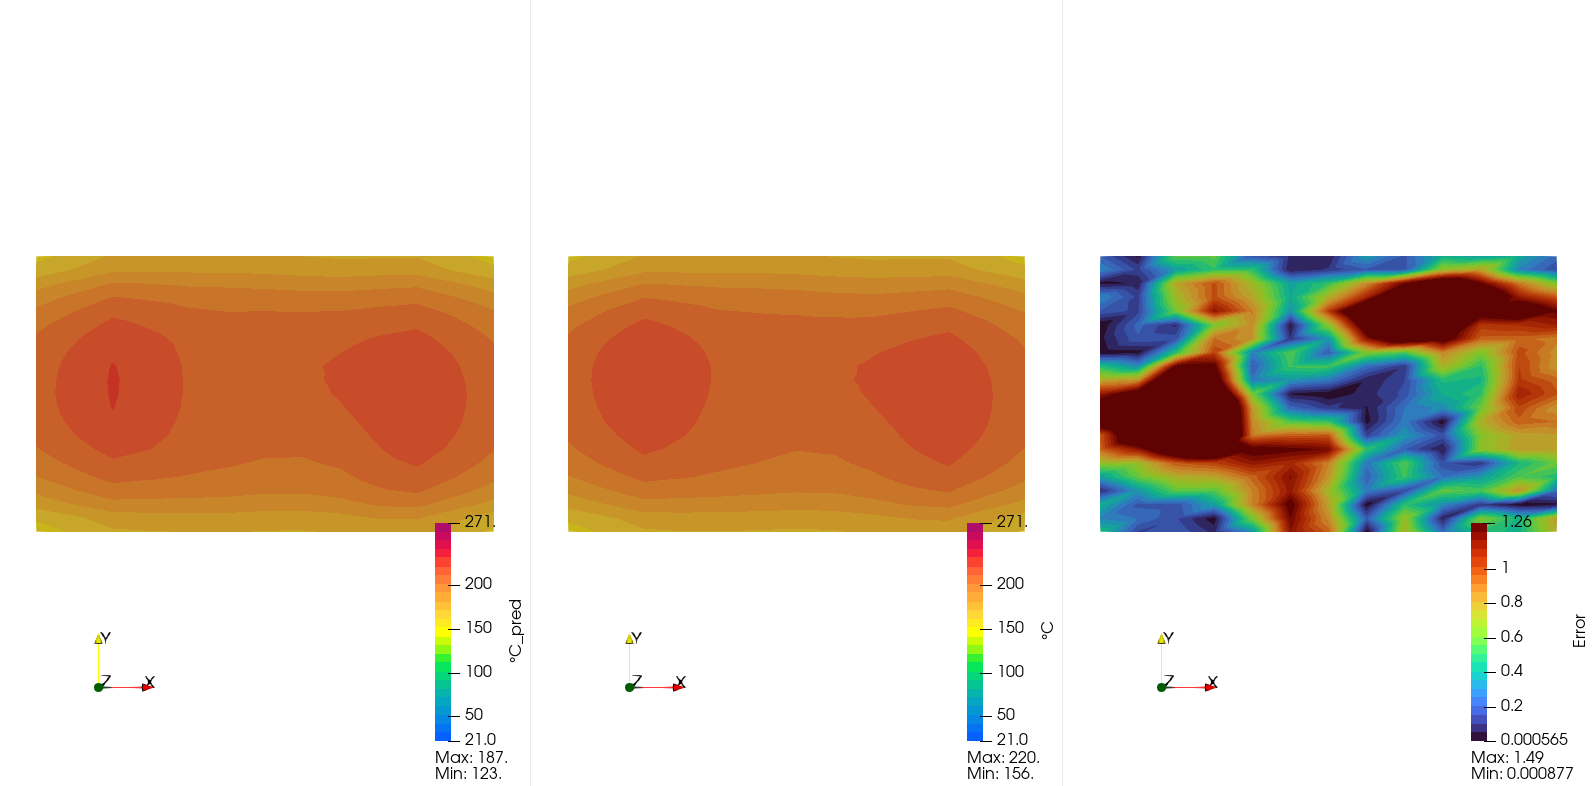 271.
200
150
100
50
21.0
°C_pred
Max: 187.
Min: 123.
Y
Z
X
271.
200
150
100
50
21.0
°C
Max: 220.
Min: 156.
Y
Z
X
1.26
1
0.8
0.6
0.4
0.2
0.000565
Error
Max: 1.49
Min: 0.000877
Y
Z
X